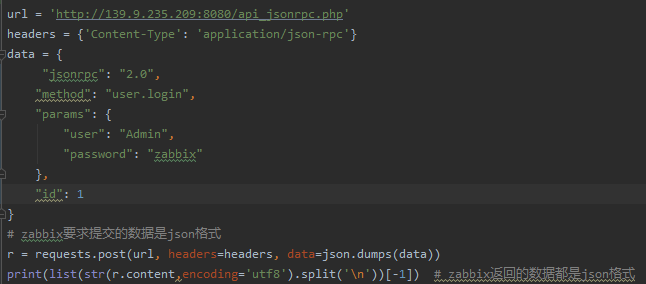 url = 'http://139.9.235.209:8080/api_jsonrpc.php'
headers = {'Content-Type': 'application/json-rpc'}
data = {
"jsonrpc": "2.0",
"method": "user.login",
"params": {
"user": "Admin",
"password": "zabbix"
},
"id": 1
}
# zabbix要求提交的数据是json格式
r = requests.post(url, headers=headers, data=json.dumps(data))
print(list(str(r.content,encoding='utf8').split('\n'))[-1])  # zabbix返回的数据都是json格式